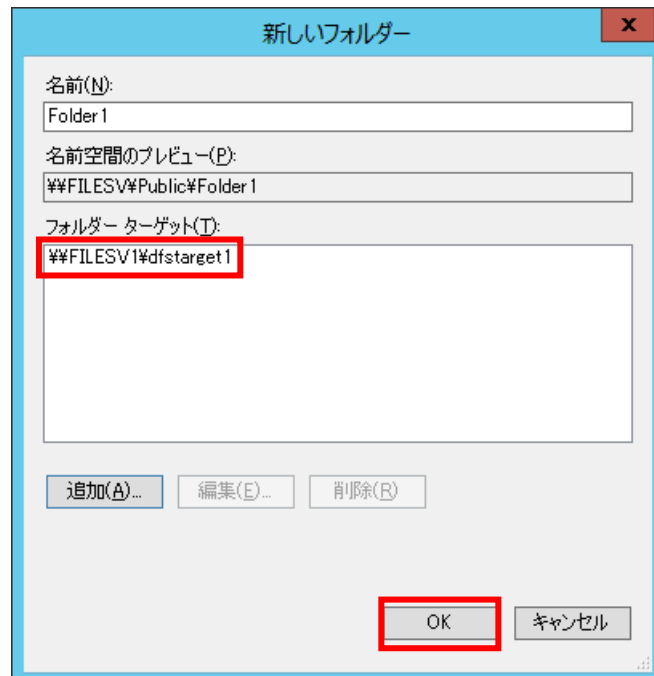 新しいフォルダー
x
名前(N):
Folder1
名前空間のプレビュー(P):
¥¥FILESV¥Public¥Folder1
フォルダー ターゲット(T):
¥¥FILESV1¥dfstarget1
追加(A)... 編集(E)... 削除(R)
OK キャンセル